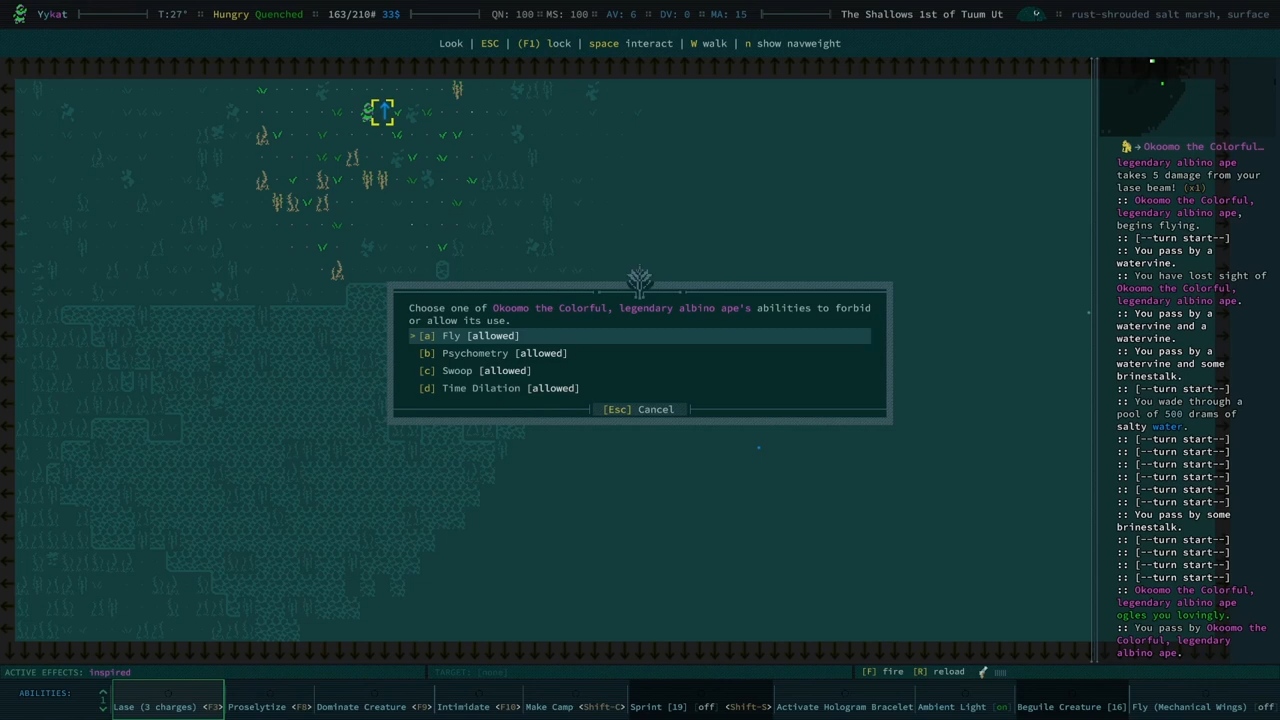 Yykat T:27° :: Hungry Quenched :: 163/210# 33$ QN: 100 :: MS: 100 :: AV: 6 :: DV: 0 :: MA: 15 The Shallows 1st of Tuum Ut :: rust-shrouded salt marsh, surface
Look | ESC | (F1) lock | space interact | W walk | n show navweight
→ Okoomo the Colorful…
legendary albino ape
takes 5 damage from your
lase beam! (x1)
:: Okoomo the Colorful,
legendary albino ape,
begins flying.
:: [--turn start--]
:: You pass by a
watervine.
:: You have lost sight of
Okoomo the Colorful,
legendary albino ape.
:: You pass by a
watervine and a
watervine.
:: You pass by a
watervine and some
brinestalk.
:: [--turn start--]
:: You wade through a
pool of 500 drams of
salty water.
:: [--turn start--]
:: [--turn start--]
:: [--turn start--]
:: [--turn start--]
:: [--turn start--]
:: [--turn start--]
:: You pass by some
brinestalk.
:: [--turn start--]
:: [--turn start--]
:: [--turn start--]
:: [--turn start--]
:: Okoomo the Colorful,
legendary albino ape
ogles you lovingly.
:: You pass by Okoomo the
Colorful, legendary
albino ape.
Choose one of Okoomo the Colorful, legendary albino ape's abilities to forbid
or allow its use.
> [a] Fly [allowed]
[b] Psychometry [allowed]
[c] Swoop [allowed]
[d] Time Dilation [allowed]
[Esc] Cancel
ACTIVE EFFECTS: inspired TARGET: [none] [F] fire [R] reload
ABILITIES: 1 Lase (3 charges) <F3> Proselytize <F8> Dominate Creature <F9> Intimidate <F10> Make Camp <Shift-C> Sprint [19] [off] <Shift-S> Activate Hologram Bracelet Ambient Light [on] Beguile Creature [16] Fly (Mechanical Wings) [off